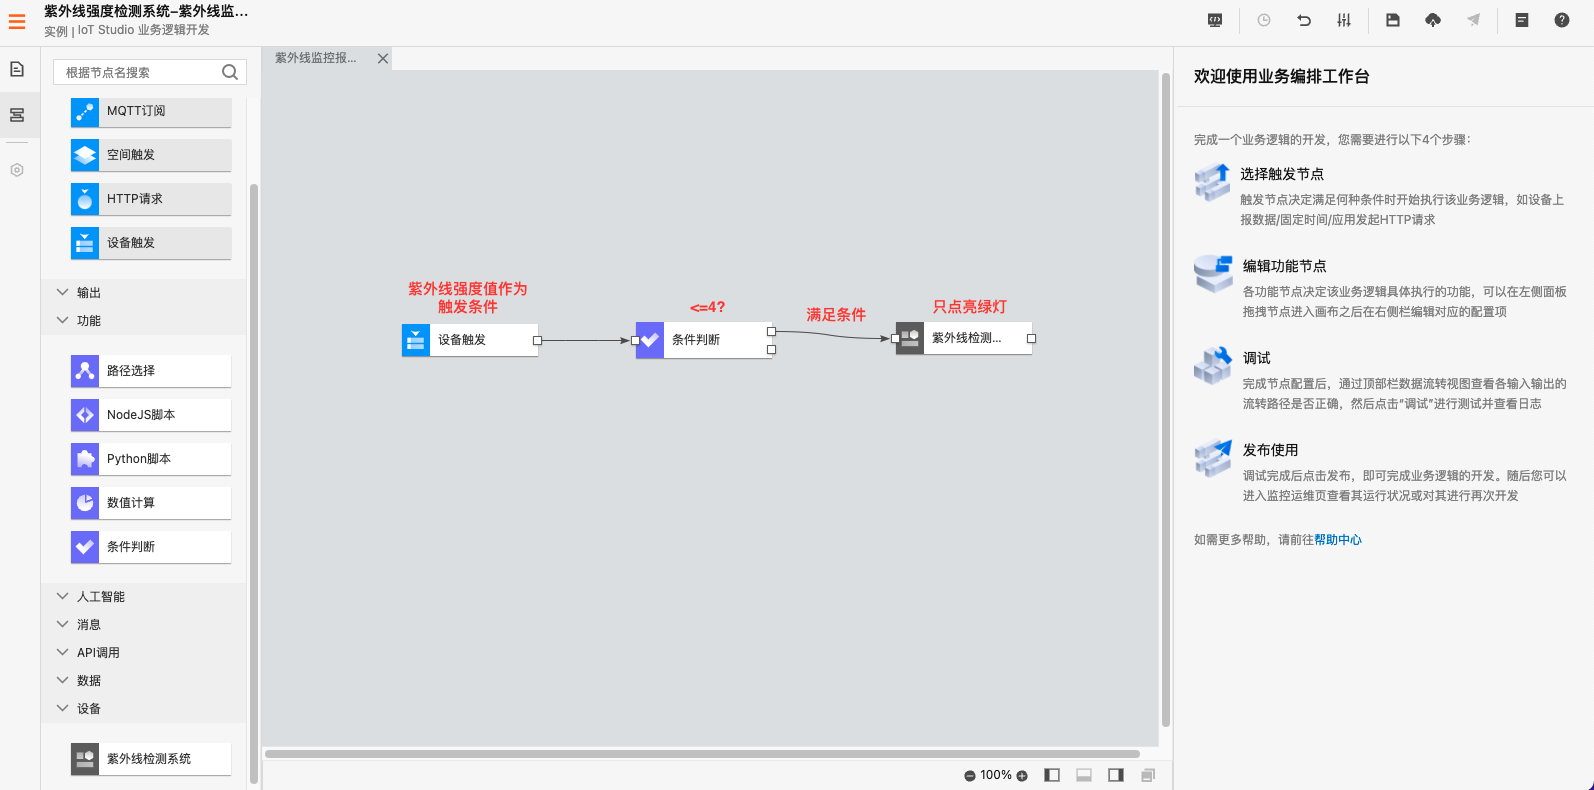 紫外线强度检测系统-紫外线监...
实例 | IoT Studio 业务逻辑开发
根据节点名搜索
MQTT订阅
空间触发
HTTP请求
设备触发
输出
功能
路径选择
NodeJS脚本
Python脚本
数值计算
条件判断
人工智能
消息
API调用
数据
设备
紫外线检测系统
紫外线监控报...
紫外线强度值作为
触发条件
设备触发
<=4?
条件判断
满足条件
只点亮绿灯
紫外线检测...
100%
欢迎使用业务编排工作台
完成一个业务逻辑的开发，您需要进行以下4个步骤：
选择触发节点
触发节点决定满足何种条件时开始执行该业务逻辑，如设备上
报数据/固定时间/应用发起HTTP请求
编辑功能节点
各功能节点决定该业务逻辑具体执行的功能，可以在左侧面板
拖拽节点进入画布之后在右侧栏编辑对应的配置项
调试
完成节点配置后，通过顶部栏数据流转视图查看各输入输出的
流转路径是否正确，然后点击“调试”进行测试并查看日志
发布使用
调试完成后点击发布，即可完成业务逻辑的开发。随后您可以
进入监控运维页查看其运行状况或对其进行再次开发
如需更多帮助，请前往帮助中心